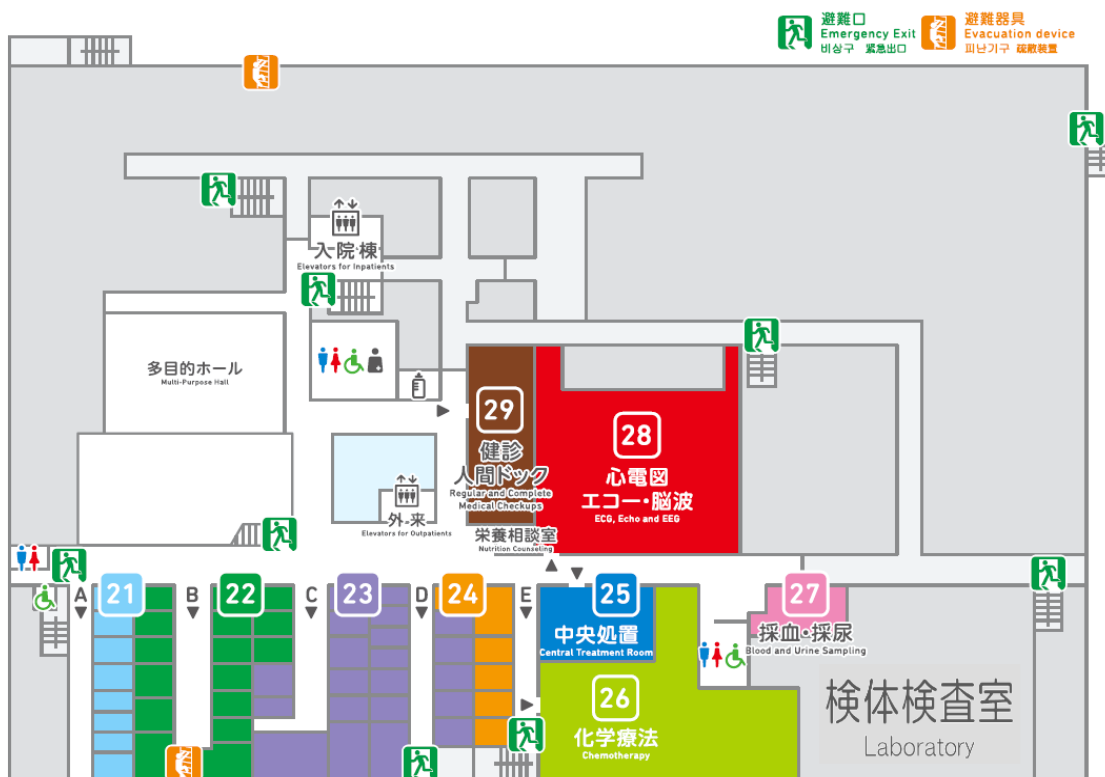 避難口
Emergency Exit
비상구 緊急出口
避難器具
Evacuation device
피난기구 疏散装置
入院棟
Elevators for Inpatients
多目的ホール
Multi-Purpose Hall
29
健診
人間ドック
Regular and Complete
Medical Checkups
28
心電図
エコー・脳波
ECG, Echo and EEG
外来
Elevators for Outpatients
栄養相談室
Nutrition Counseling
A
21
B
22
C
23
D
24
E
25
中央処置
Central Treatment Room
27
採血・採尿
Blood and Urine Sampling
26
化学療法
Chemotherapy
検体検査室
Laboratory